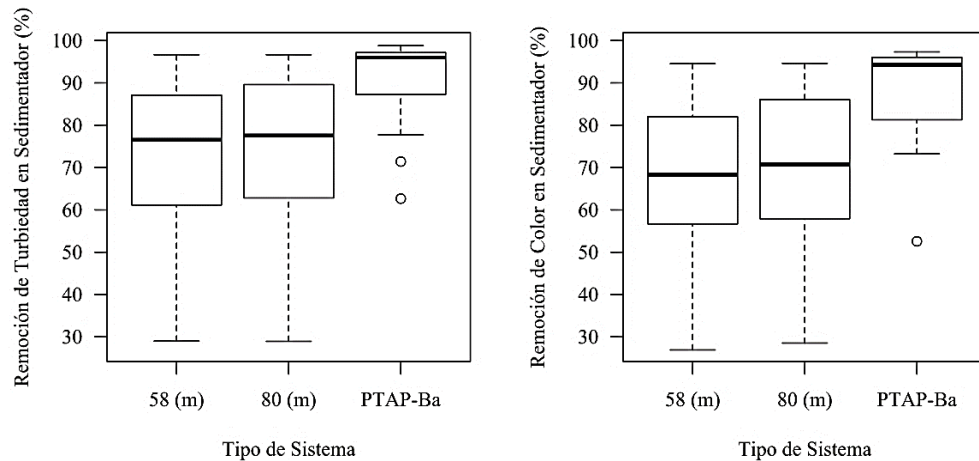 Remoción de Turbiedad en Sedimentador (%)
100
90
80
70
60
50
40
30
58 (m) 80 (m) PTAP-Ba
Tipo de Sistema
Remoción de Color en Sedimentador (%)
100
90
80
70
60
50
40
30
58 (m) 80 (m) PTAP-Ba
Tipo de Sistema